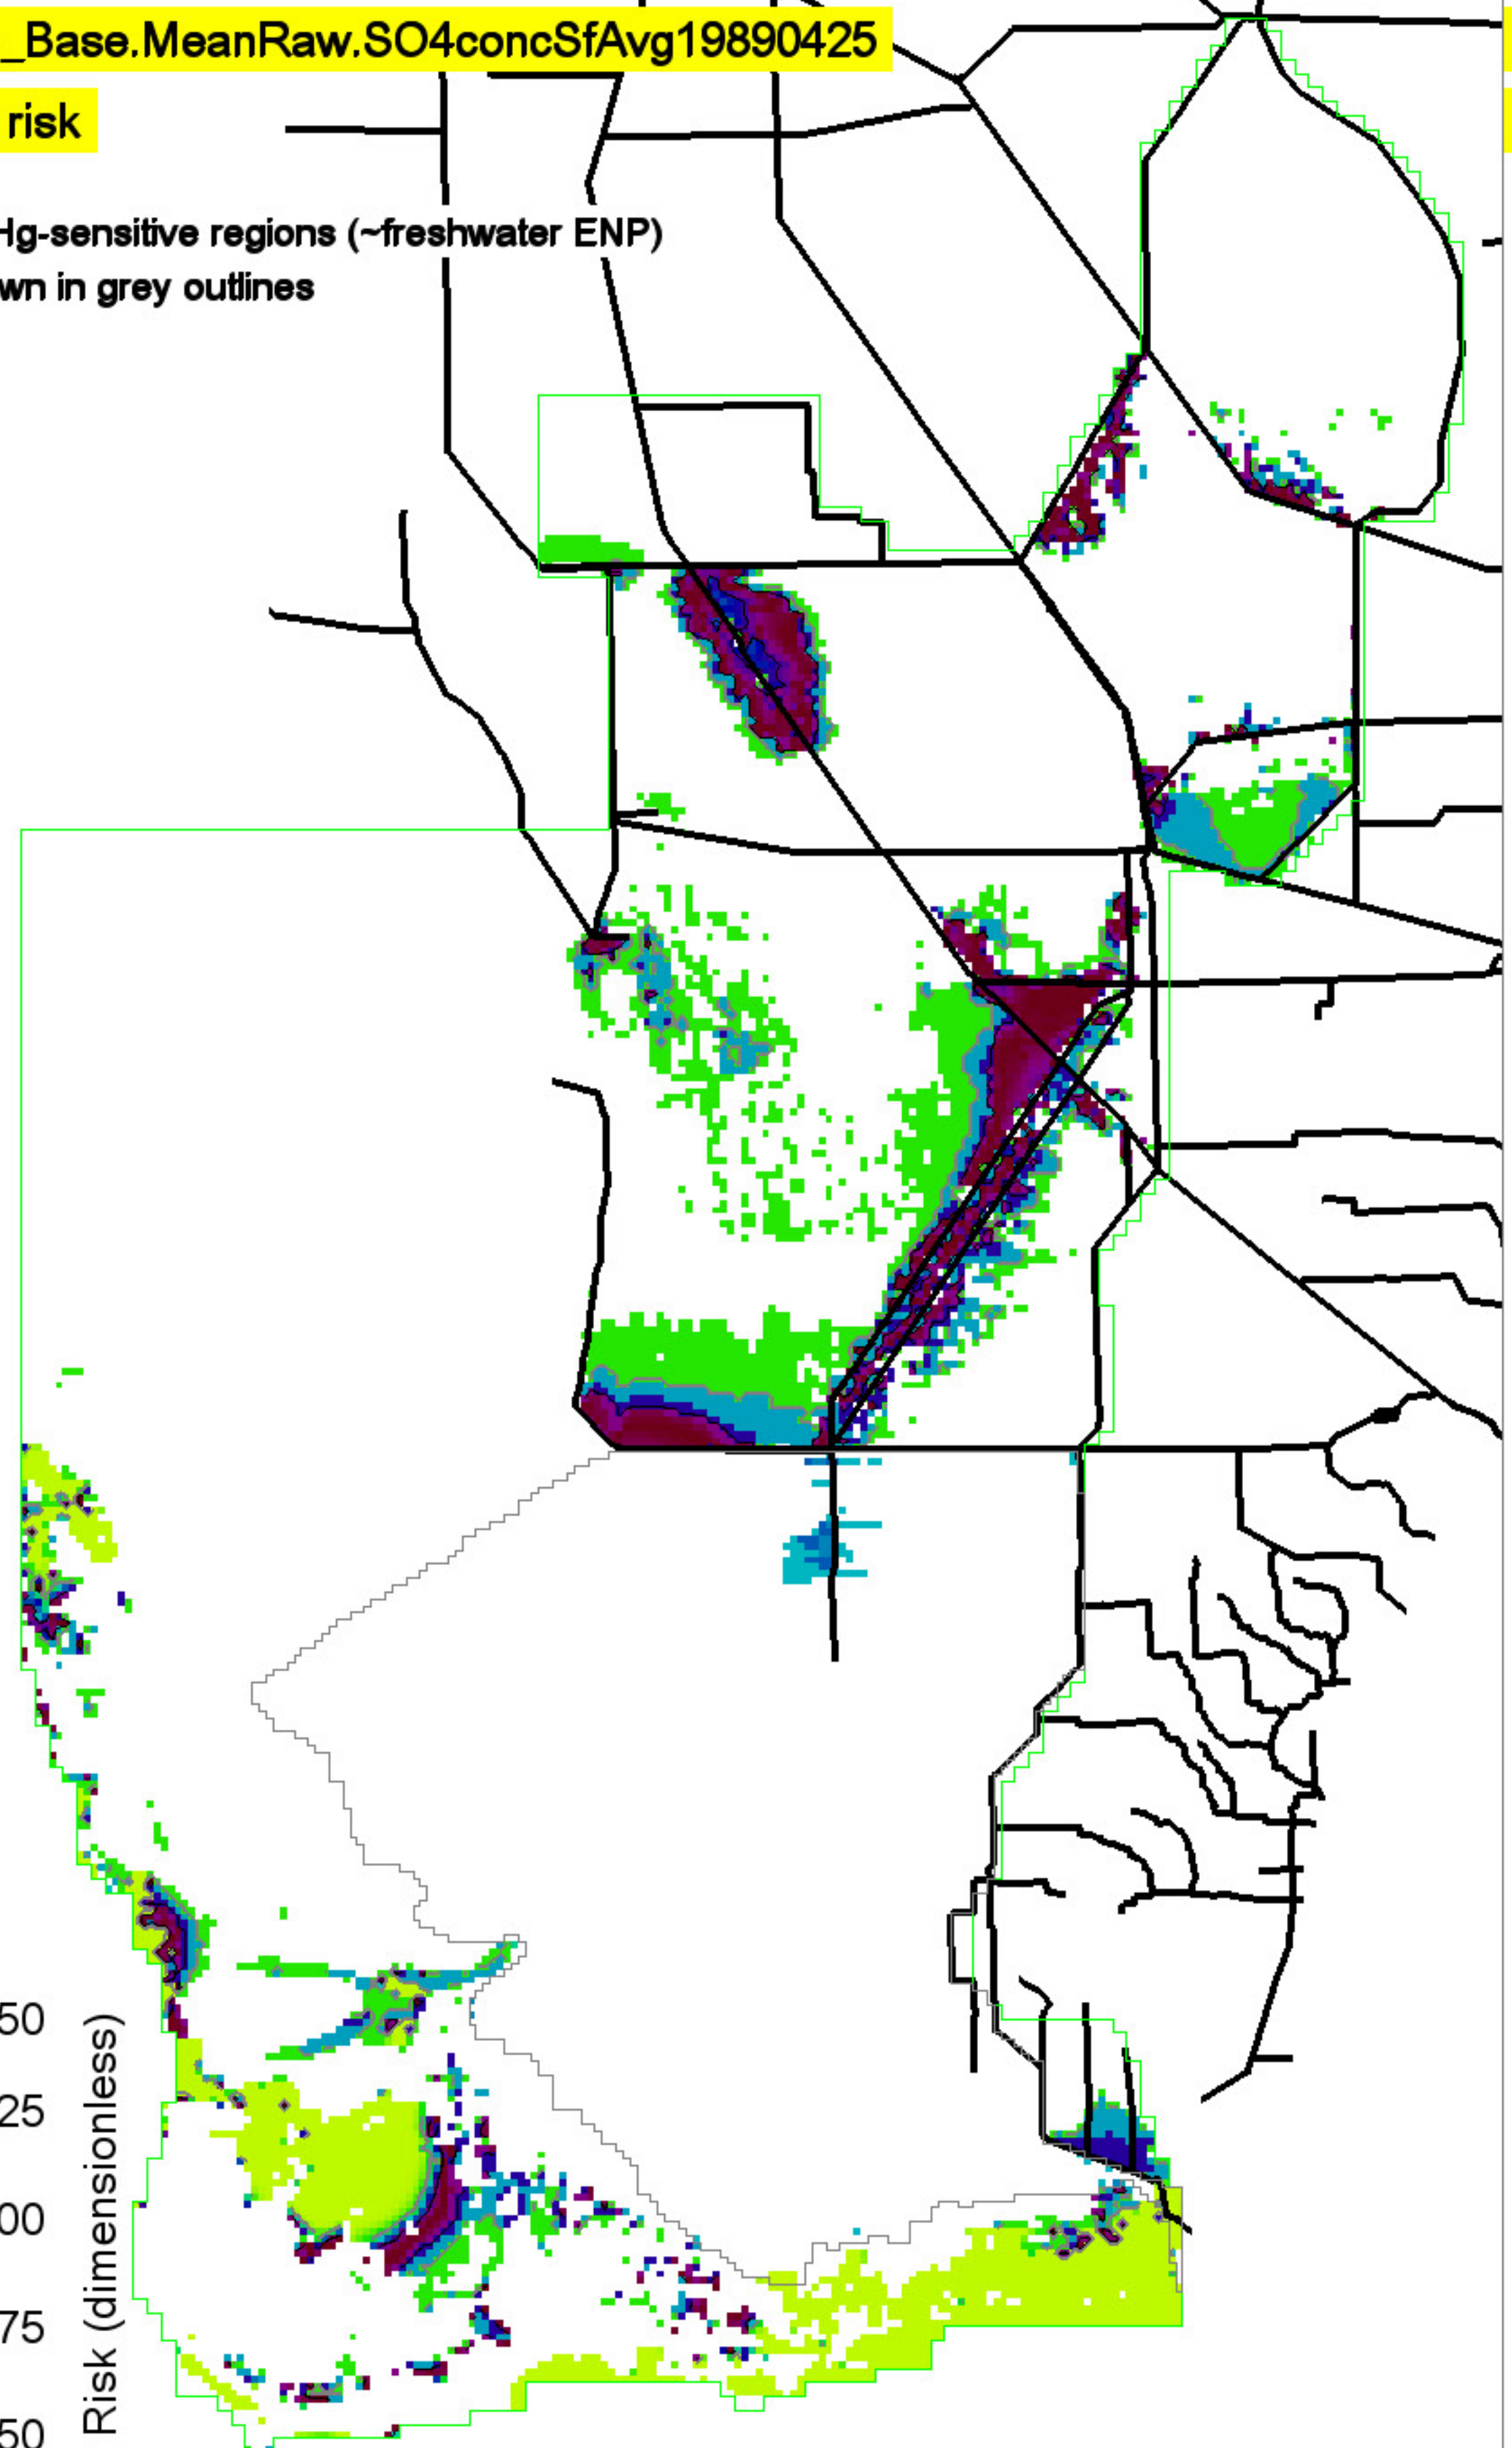 _Base.MeanRaw.SO4concSfAvg19890425
risk
Hg-sensitive regions (~freshwater ENP)
wn in grey outlines
50
25
00
75
50
Risk (dimensionless)